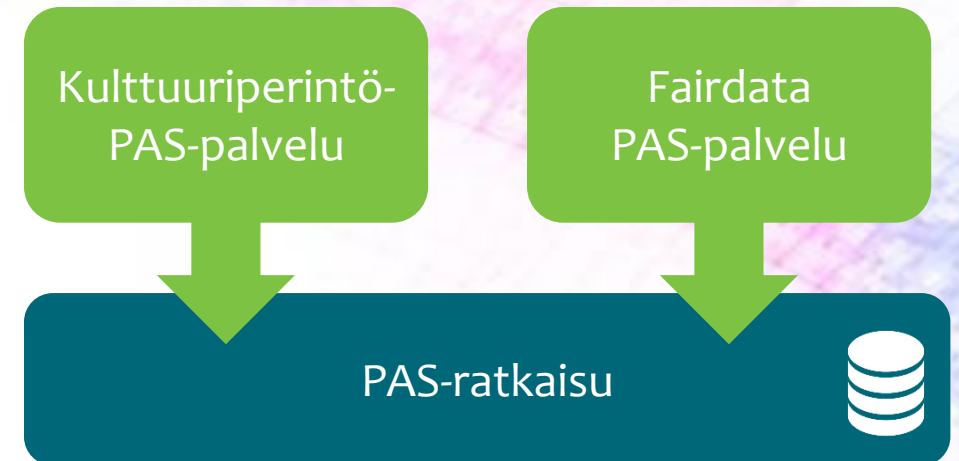 Kulttuuriperintö-
PAS-palvelu
Fairdata
PAS-palvelu
PAS-ratkaisu